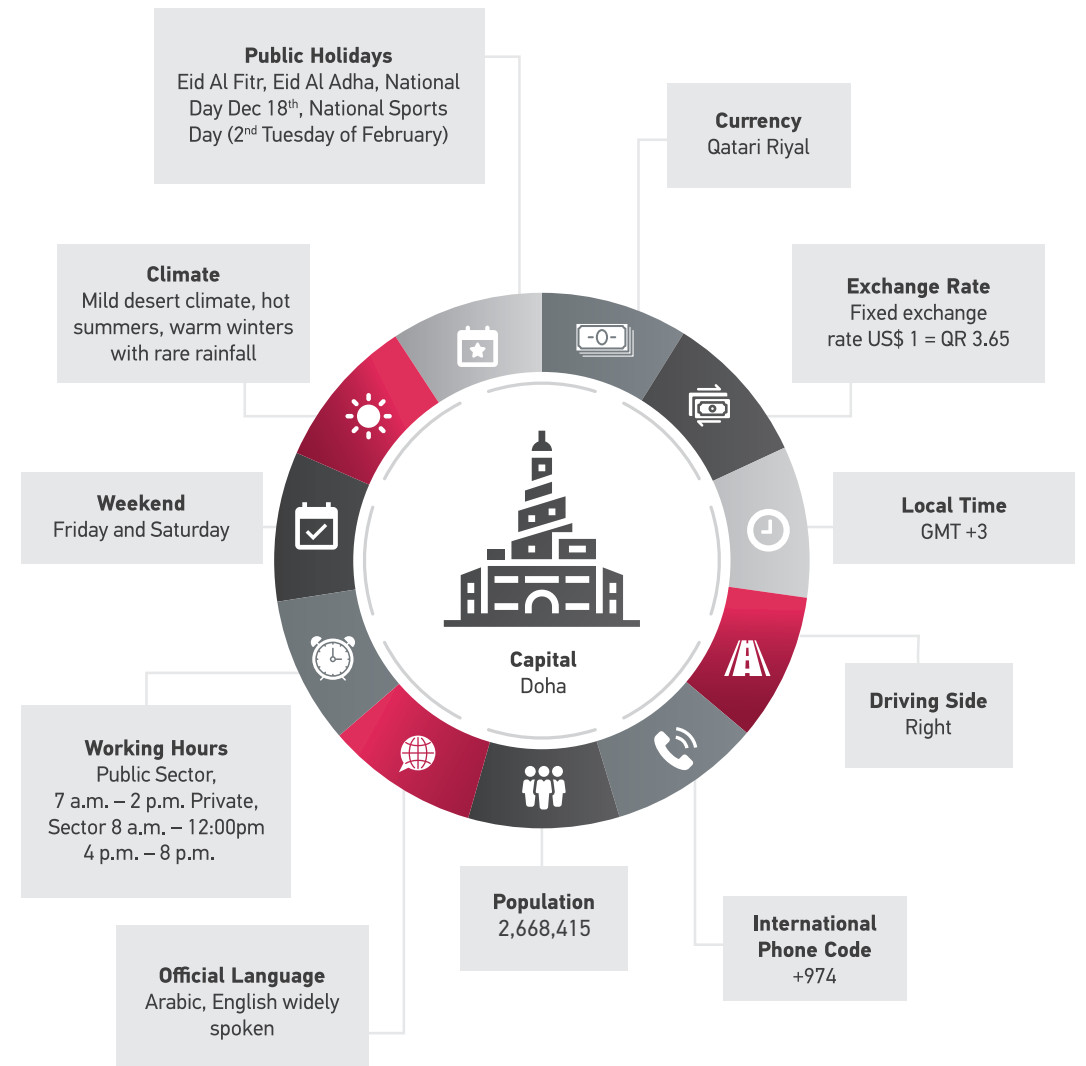 Public Holidays
Eid Al Fitr, Eid Al Adha, National
Day Dec 18th, National Sports
Day (2nd Tuesday of February)
Currency
Qatari Riyal
Climate
Mild desert climate, hot
summers, warm winters
with rare rainfall
Exchange Rate
Fixed exchange
rate US$ 1 = QR 3.65
Weekend
Friday and Saturday
Local Time
GMT +3
Capital
Doha
Driving Side
Right
Working Hours
Public Sector,
7 a.m. – 2 p.m. Private,
Sector 8 a.m. – 12:00pm
4 p.m. – 8 p.m.
Population
2,668,415
International
Phone Code
+974
Official Language
Arabic, English widely
spoken